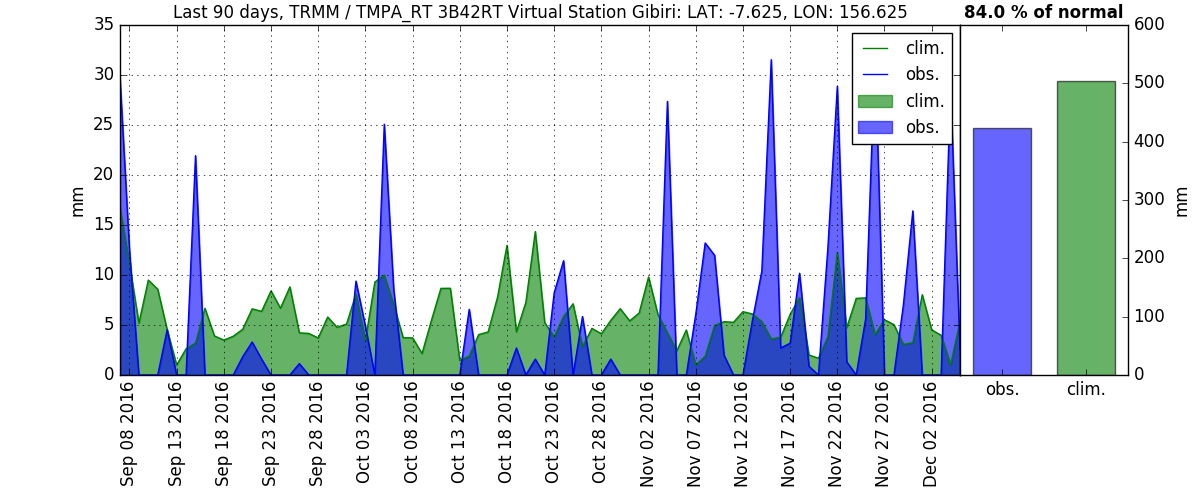 Last 90 days, TRMM / TMPA_RT 3B42RT Virtual Station Gibiri: LAT: -7.625, LON: 156.625
84.0 % of normal
35
30
25
20
15
10
5
0
mm
clim.
obs.
clim.
obs.
600
500
400
300
200
100
0
mm
obs.
clim.
Sep 08 2016
Sep 13 2016
Sep 18 2016
Sep 23 2016
Sep 28 2016
Oct 03 2016
Oct 08 2016
Oct 13 2016
Oct 18 2016
Oct 23 2016
Oct 28 2016
Nov 02 2016
Nov 07 2016
Nov 12 2016
Nov 17 2016
Nov 22 2016
Nov 27 2016
Dec 02 2016